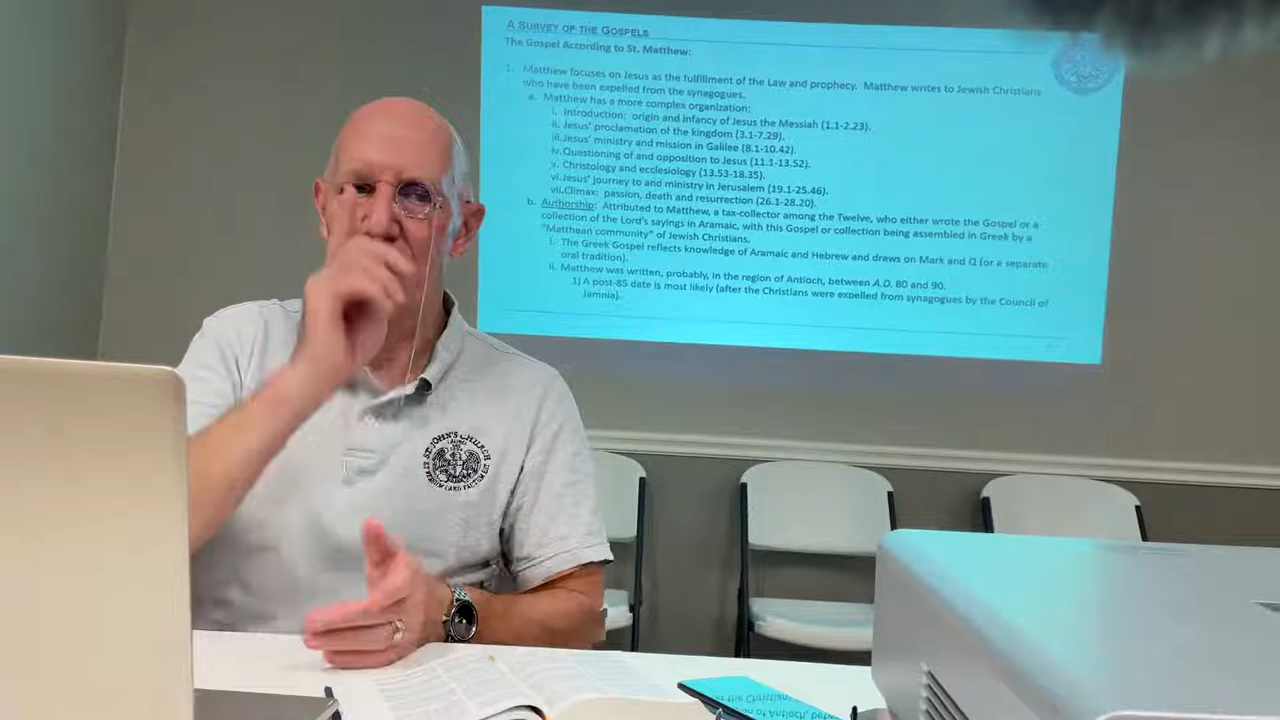 A SURVEY OF THE GOSPELS
The Gospel According to St. Matthew:
1. Matthew focuses on Jesus as the fulfillment of the Law and prophecy. Matthew writes to Jewish Christians
who have been expelled from the synagogues.
a. Matthew has a more complex organization:
i. Introduction: origin and infancy of Jesus the Messiah (1.1-2.23).
ii. Jesus' proclamation of the kingdom (3.1-7.29).
iii. Jesus' ministry and mission in Galilee (8.1-10.42).
iv. Questioning of and opposition to Jesus (11.1-13.52).
v. Christology and ecclesiology (13.53-18.35).
vi. Jesus' journey to and ministry in Jerusalem (19.1-25.46).
vii. Climax: passion, death and resurrection (26.1-28.20).
b. Authorship: Attributed to Matthew, a tax-collector among the Twelve, who either wrote the Gospel or a
collection of the Lord's sayings in Aramaic, with this Gospel or collection being assembled in Greek by a
"Matthean community" of Jewish Christians.
i. The Greek Gospel reflects knowledge of Aramaic and Hebrew and draws on Mark and Q (or a separate
oral tradition).
ii. Matthew was written, probably, in the region of Antioch, between A.D. 80 and 90.
1) A post-85 date is most likely (after the Christians were expelled from synagogues by the Council of
Jamnia).
ST. JOHN'S CHURCH
LAUREL
VERBUM CARO FACTUM EST